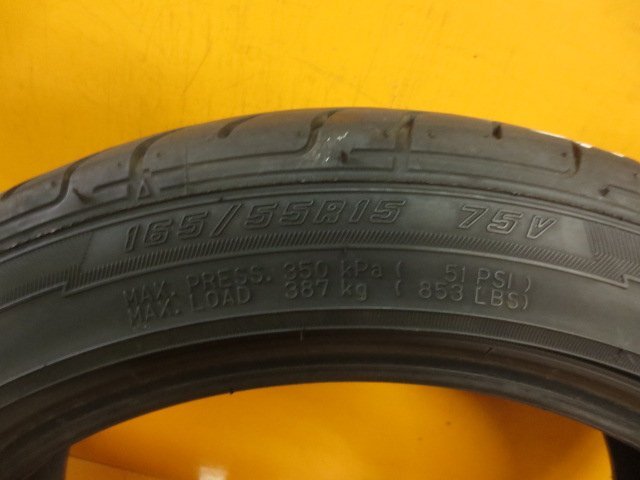 165/55R15 75V
MAX. PRESS. 350 kPa ( 51 PSI )
MAX. LOAD 387 kg ( 853 LBS)